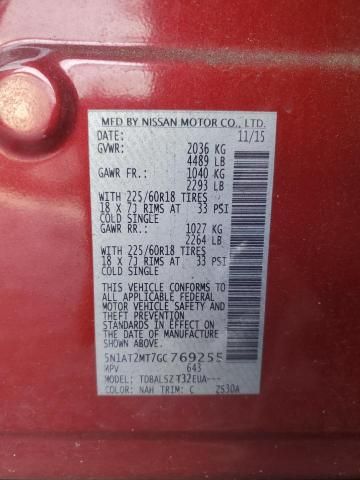 MFD BY NISSAN MOTOR CO., LTD.
DATE: 11/15
GVWR: 2036 KG
4489 LB
GAWR FR.: 1040 KG
2293 LB
WITH 225/60R18 TIRES
18 X 7J RIMS AT 33 PSI
COLD SINGLE
GAWR RR.: 1027 KG
2264 LB
WITH 225/60R18 TIRES
18 X 7J RIMS AT 33 PSI
COLD SINGLE
THIS VEHICLE CONFORMS TO ALL
APPLICABLE FEDERAL
MOTOR VEHICLE SAFETY
AND THEFT PREVENTION
STANDARDS IN EFFECT ON
THE DATE OF MANUFACTURE
SHOWN ABOVE.
5N1AT2MT7GC769255
MPV 643
MODEL: TDBALSZ T32EUA---
COLOR: NAH TRIM: C ZS30A